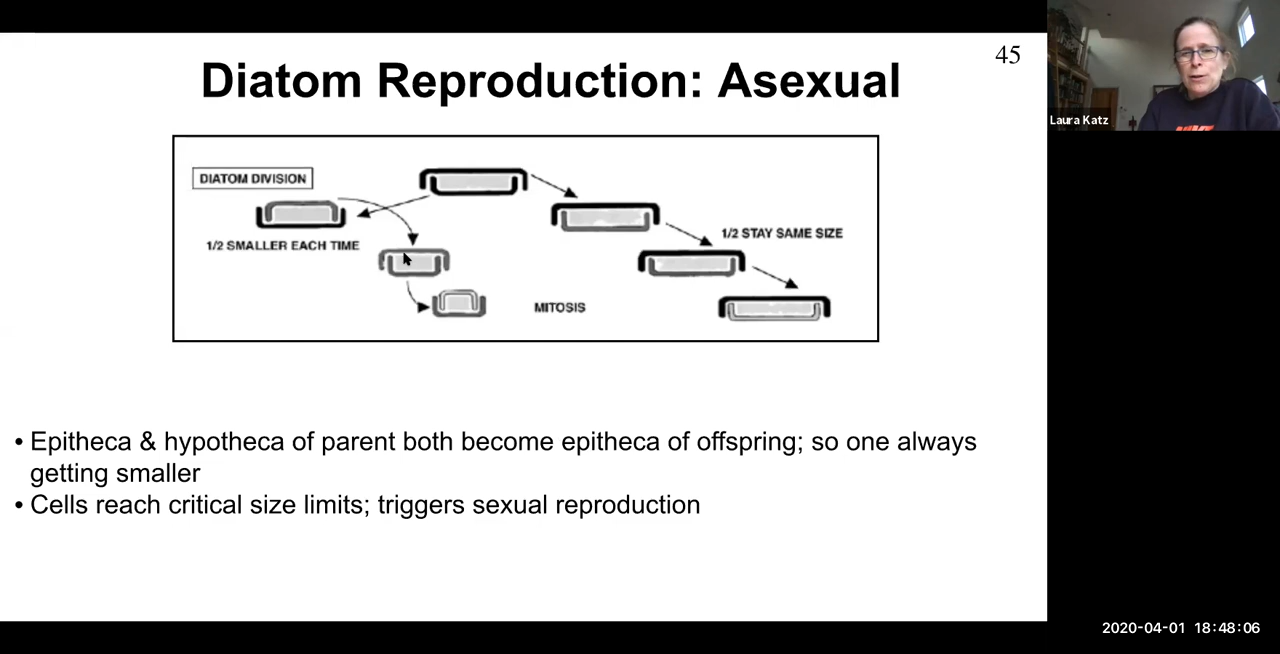 45
Diatom Reproduction: Asexual
DIATOM DIVISION
1/2 SMALLER EACH TIME
1/2 STAY SAME SIZE
MITOSIS
• Epitheca & hypotheca of parent both become epitheca of offspring; so one always
getting smaller
• Cells reach critical size limits; triggers sexual reproduction
Laura Katz
2020-04-01 18:48:06